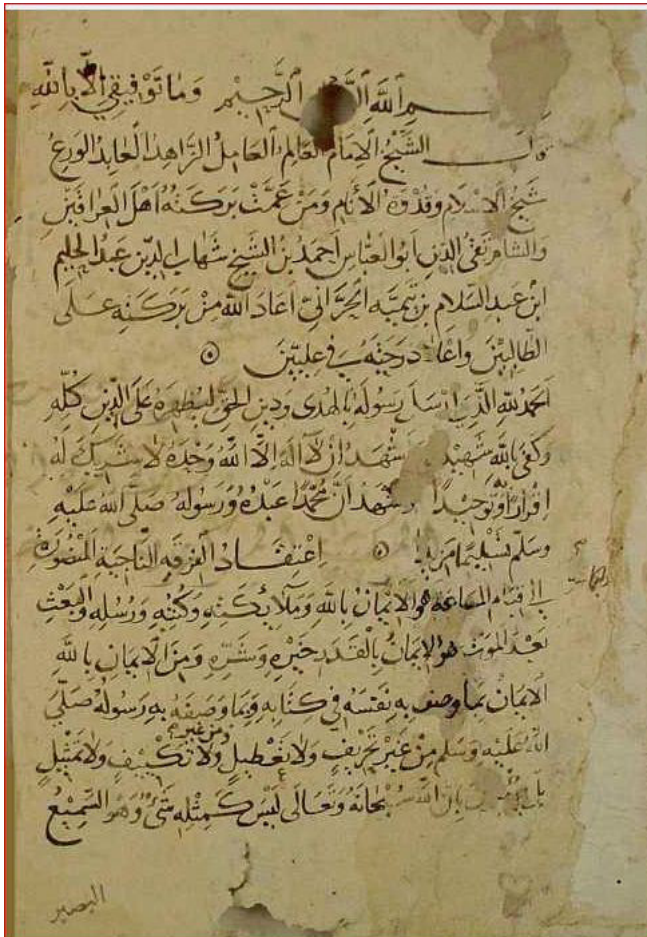 بسم الله الرحمن الرحيم وما توفيقي الا بالله
قال الشيخ الامام العالم العامل الزاهد العابد الورع
شيخ الاسلام وقدوة الانام ومن عمت بركته اهل العراقين
والشام تقي الدين ابو العباس احمد بن الشيخ شهاب الدين عبد الحليم
ابن عبد السلام بن تيمية الحراني اعاد الله من بركته على
الطالبين واعلا درجته في عليين
الحمد لله الذي ارسل رسوله بالهدى ودين الحق ليظهره على الدين كله
وكفى بالله شهيدا واشهد ان لا اله الا الله وحده لا شريك له
اقرارا به وتوحيدا واشهد ان محمدا عبده ورسوله صلى الله عليه
وسلم تسليما مزيدا اعتقاد الفرقة الناجية المنصورة
الى قيام الساعة هو الايمان بالله وملائكته وكتبه ورسله والبعث
بعد الموت هو الايمان بالقدر خيره وشره ومن الايمان بالله
الايمان بما وصف به نفسه في كتابه وبما وصفه به رسوله صلى
الله عليه وسلم من غير تحريف ولا تعطيل ومن غير تكييف ولا تمثيل
بل يؤمنون بان الله سبحانه وتعالى ليس كمثله شيء وهو السميع
البصير